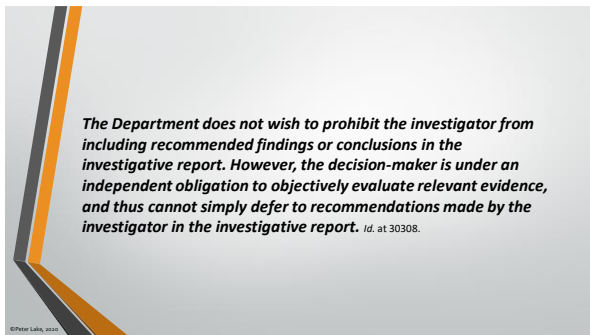 The Department does not wish to prohibit the investigator from
including recommended findings or conclusions in the
investigative report. However, the decision-maker is under an
independent obligation to objectively evaluate relevant evidence,
and thus cannot simply defer to recommendations made by the
investigator in the investigative report. Id. at 30308.
©Peter Lake, 2020